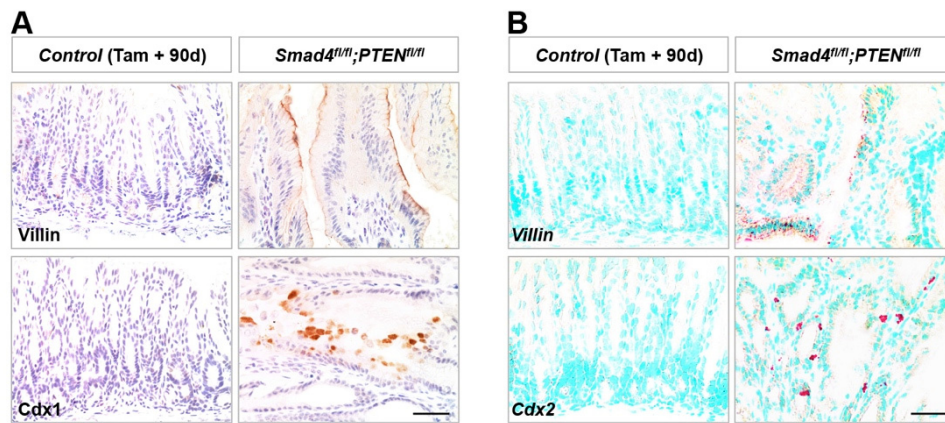 A
Control (Tam + 90d)
Smad4fl/fl;PTENfl/fl
Villin
Cdx1
B
Control (Tam + 90d)
Smad4fl/fl;PTENfl/fl
Villin
Cdx2